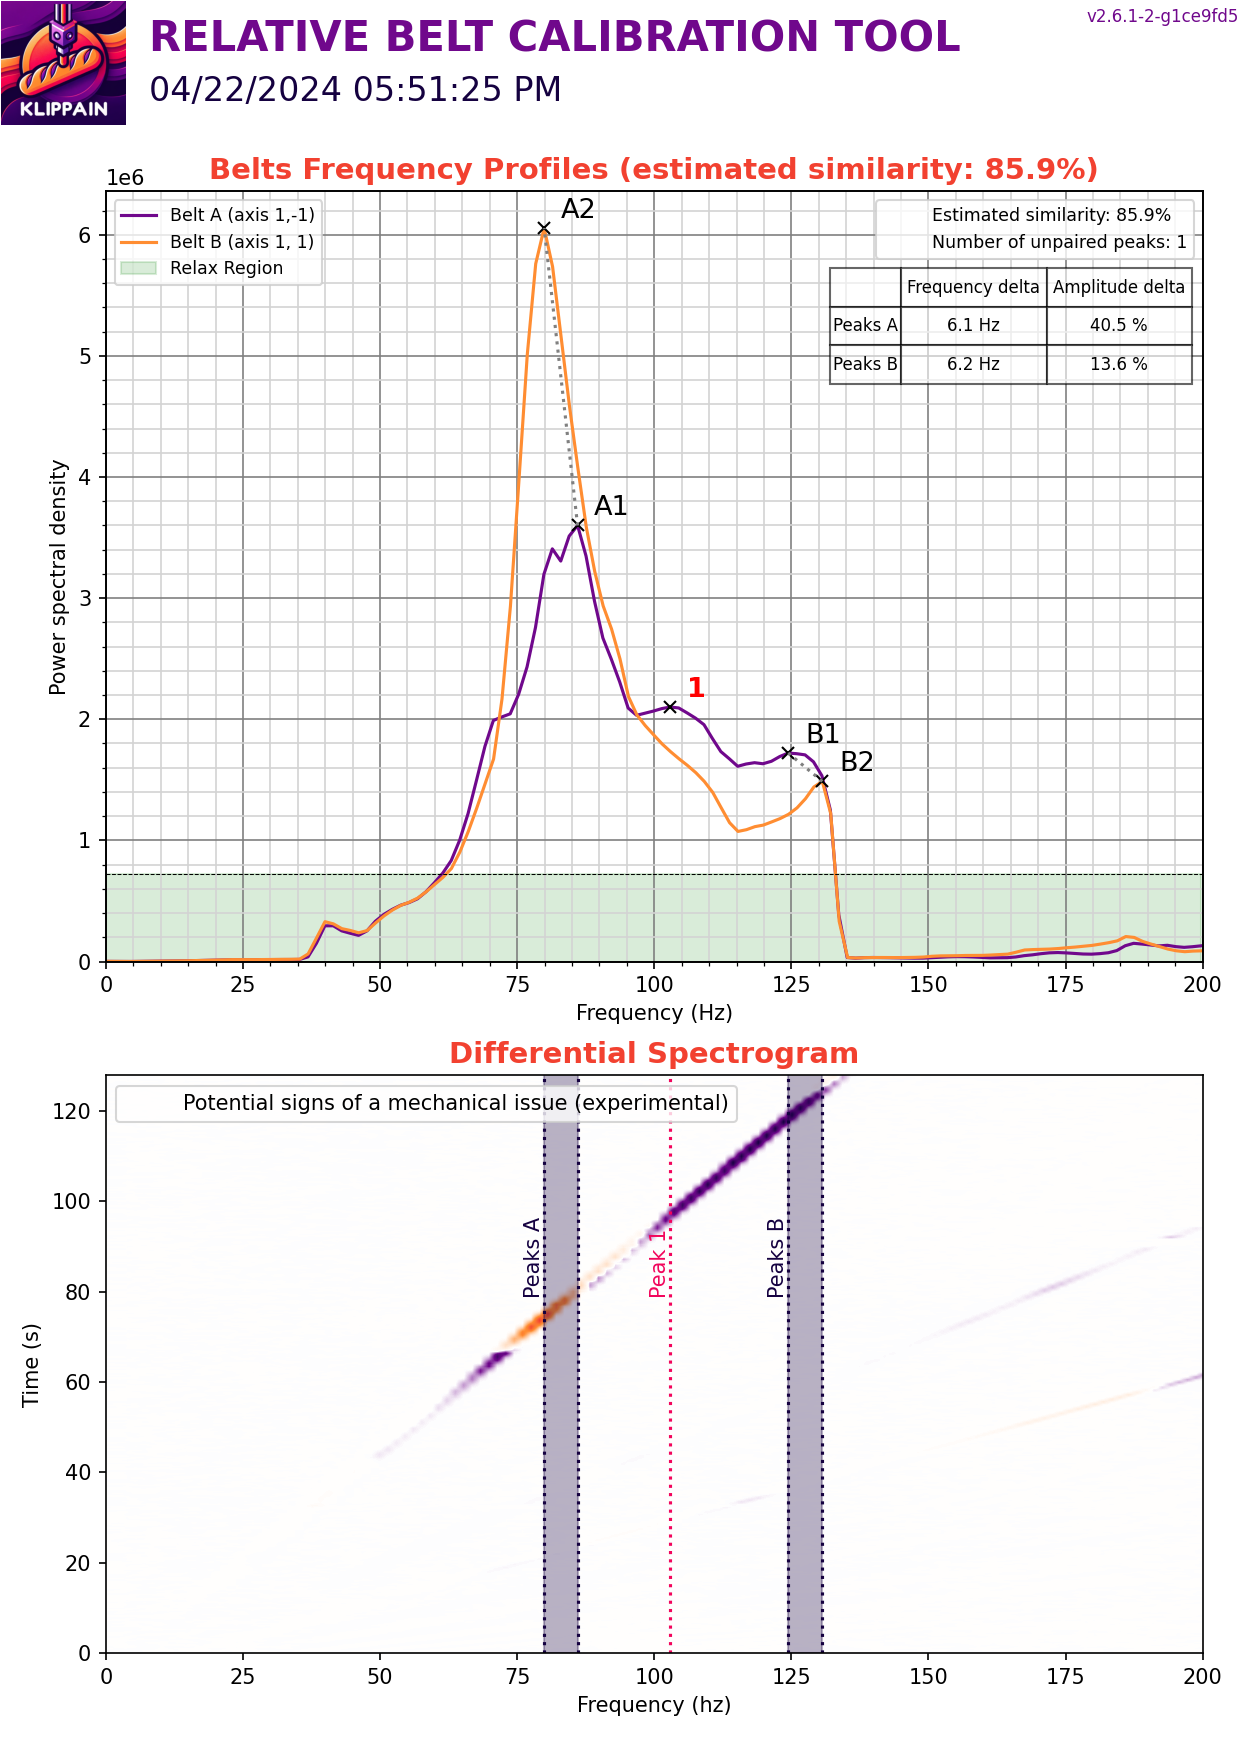 v2.6.1-2-g1ce9fd5
RELATIVE BELT CALIBRATION TOOL
04/22/2024 05:51:25 PM
KLIPPAIN
Belts Frequency Profiles (estimated similarity: 85.9%)
1e6
Belt A (axis 1,-1)
Belt B (axis 1, 1)
Relax Region
Estimated similarity: 85.9%
Number of unpaired peaks: 1
Frequency delta Amplitude delta
Peaks A 6.1 Hz 40.5 %
Peaks B 6.2 Hz 13.6 %
A2
A1
1
B1
B2
Power spectral density
6
5
4
3
2
1
0
0 25 50 75 100 125 150 175 200
Frequency (Hz)
Differential Spectrogram
Potential signs of a mechanical issue (experimental)
Peaks A
Peak 1
Peaks B
Time (s)
120
100
80
60
40
20
0
0 25 50 75 100 125 150 175 200
Frequency (hz)